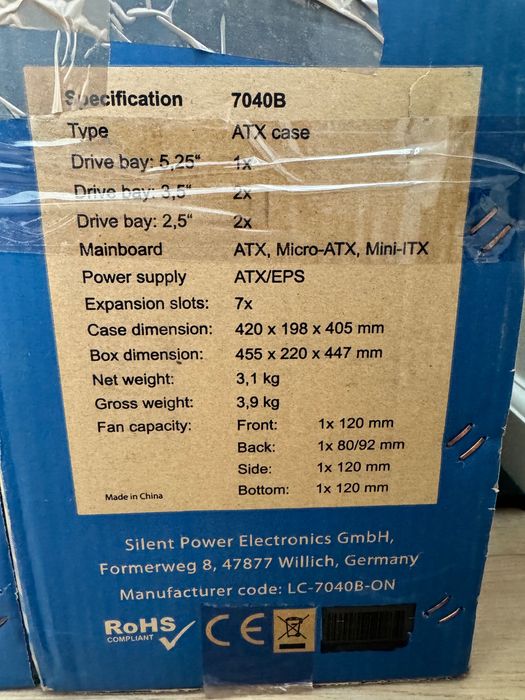 Specification 7040B
Type ATX case
Drive bay: 5,25“ 1x
Drive bay: 3,5“ 2x
Drive bay: 2,5“ 2x
Mainboard ATX, Micro-ATX, Mini-ITX
Power supply ATX/EPS
Expansion slots: 7x
Case dimension: 420 x 198 x 405 mm
Box dimension: 455 x 220 x 447 mm
Net weight: 3,1 kg
Gross weight: 3,9 kg
Fan capacity: Front: 1x 120 mm
Back: 1x 80/92 mm
Side: 1x 120 mm
Bottom: 1x 120 mm
Made in China
Silent Power Electronics GmbH,
Formerweg 8, 47877 Willich, Germany
Manufacturer code: LC-7040B-ON
RoHS
COMPLIANT
CE